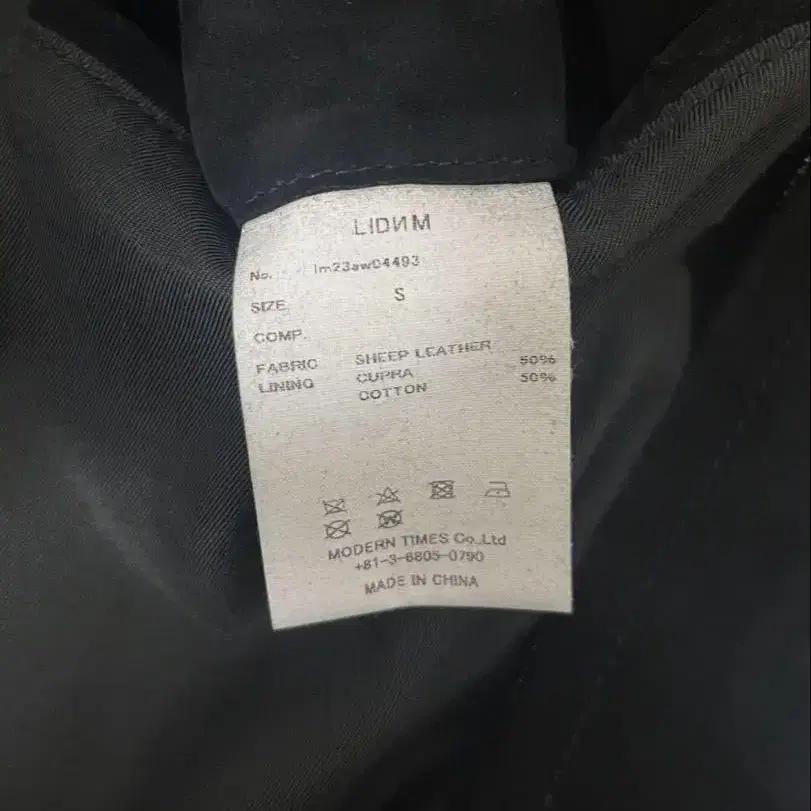 LIDИM
No. lm23aw04493
SIZE S
COMP.
FABRIC SHEEP LEATHER
LINING CUPRA 50%
COTTON 50%
MODERN TIMES Co.,Ltd
+81-3-6805-0790
MADE IN CHINA